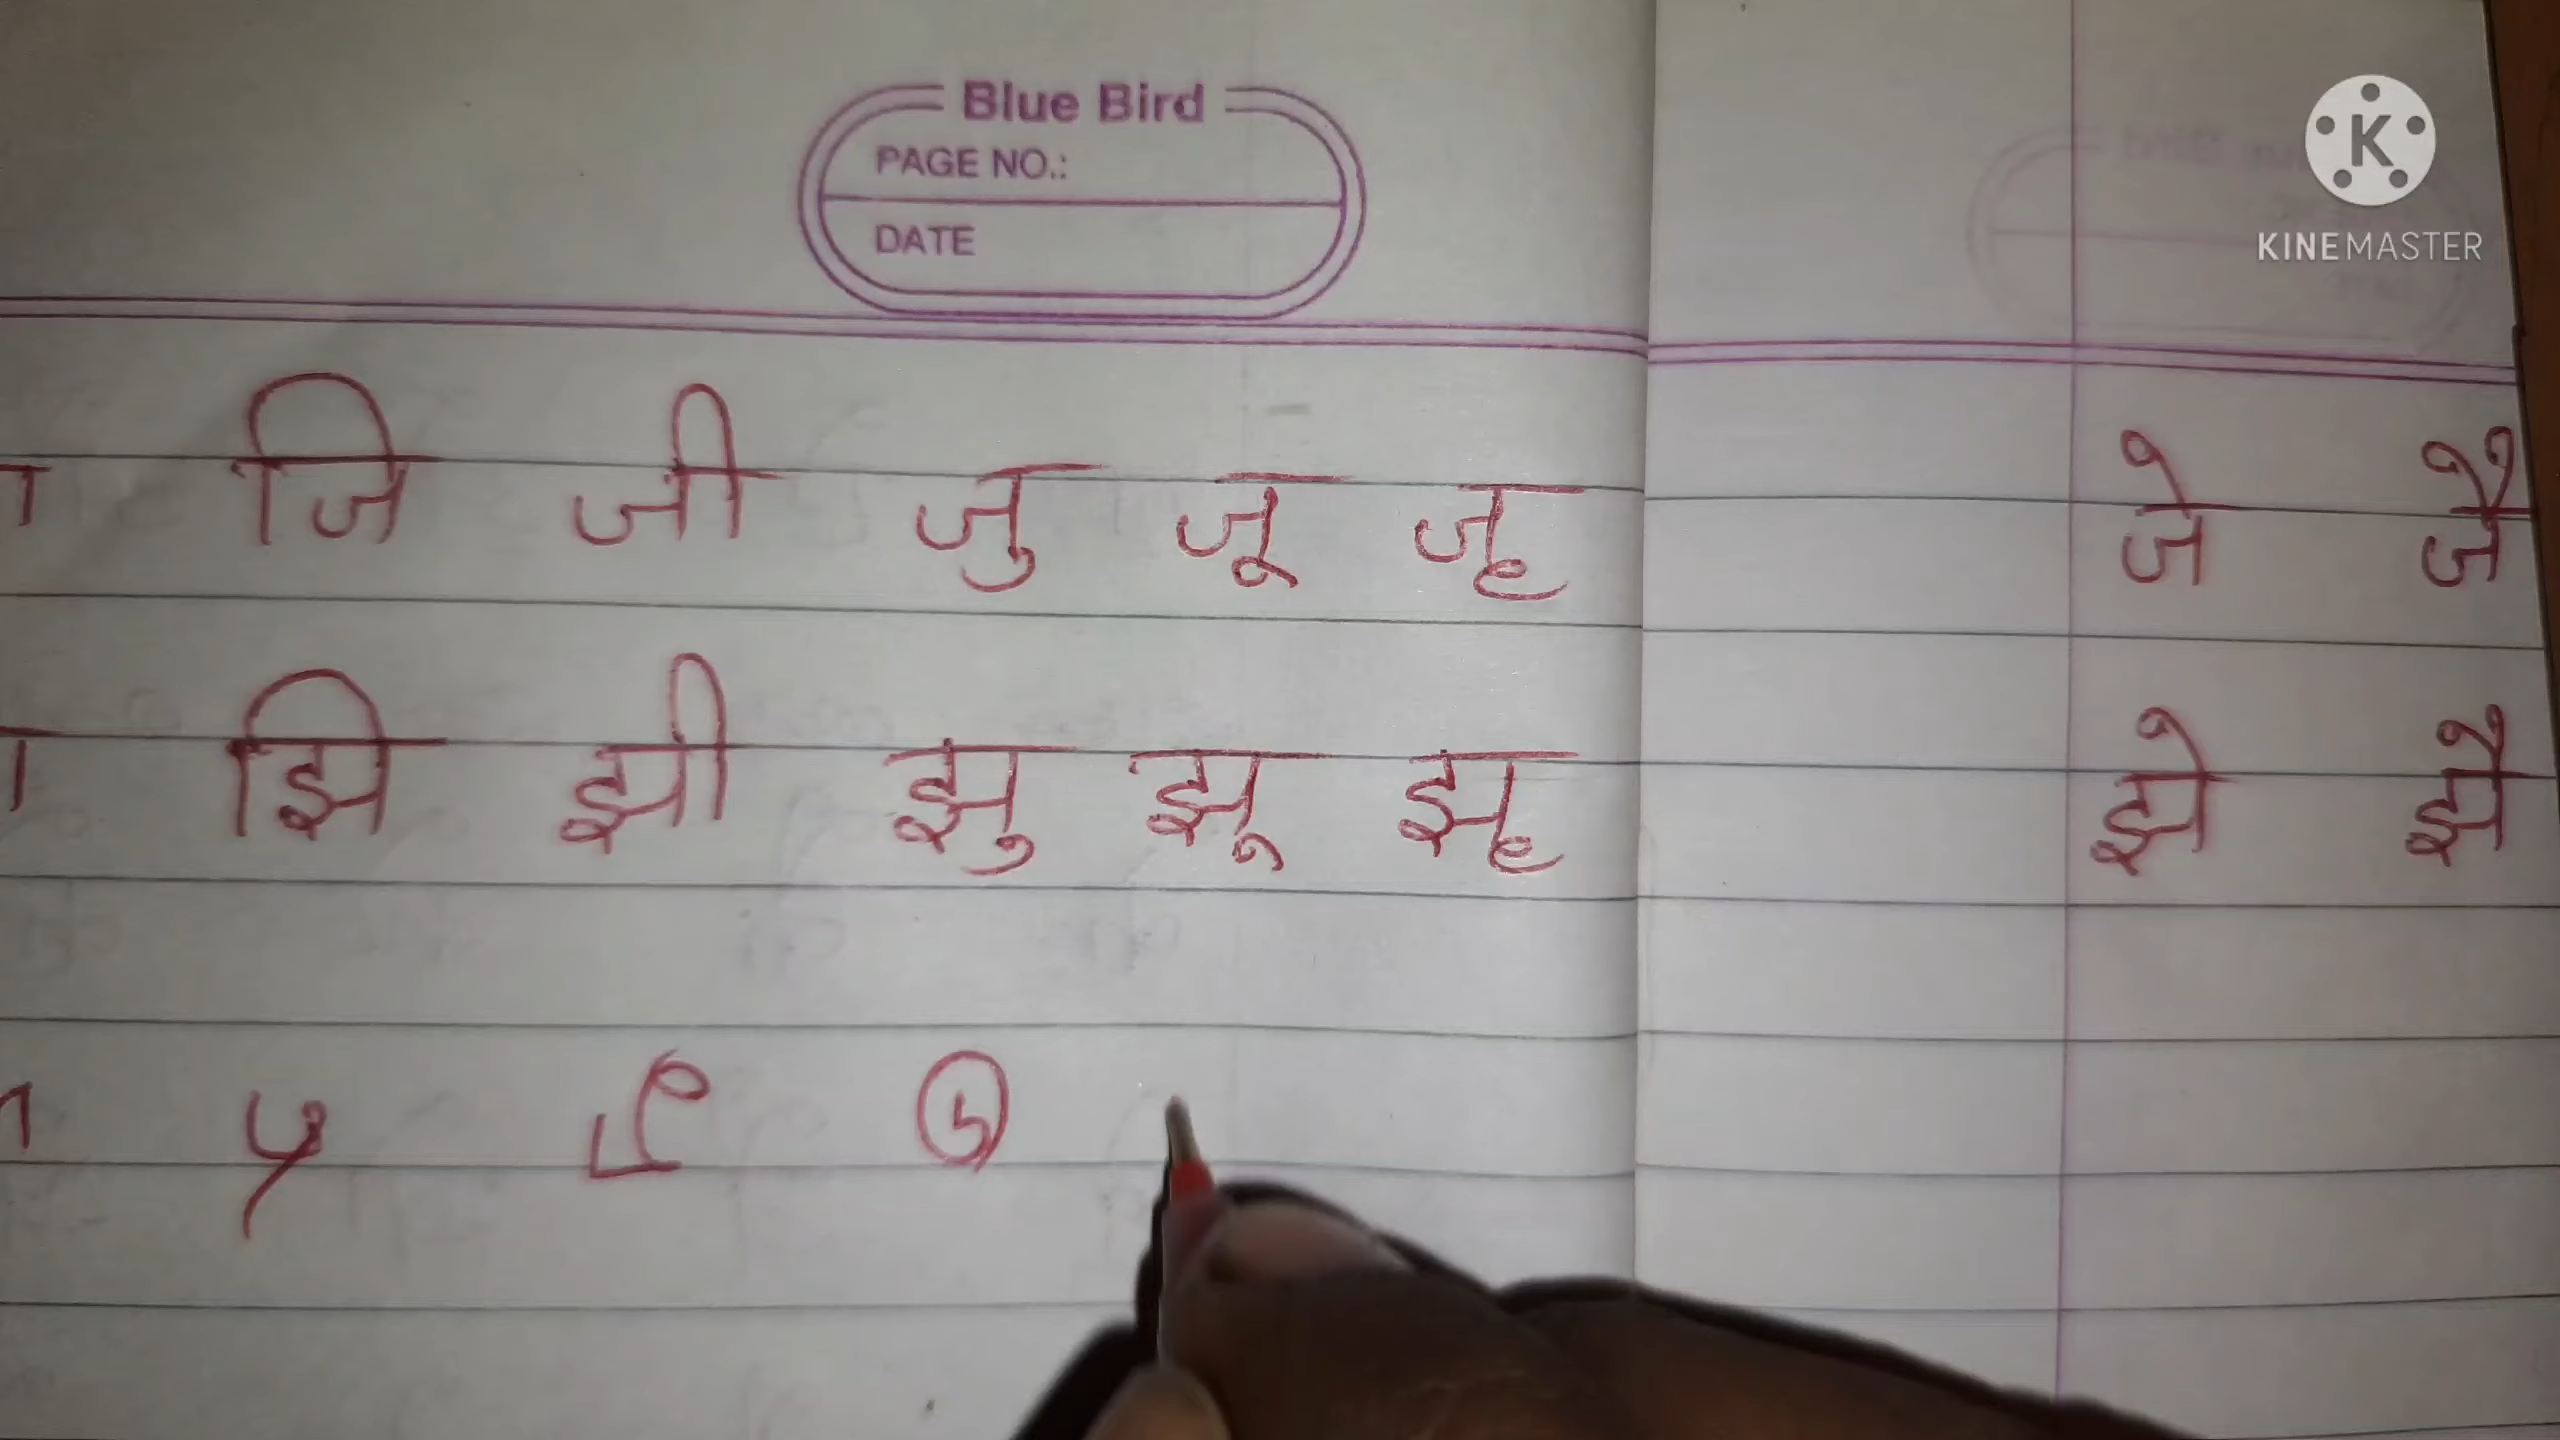 Blue Bird
PAGE NO.:
DATE
KINEMASTER
जि जी जु जू जृ जे जै
झि झी झु झू झृ झे झै